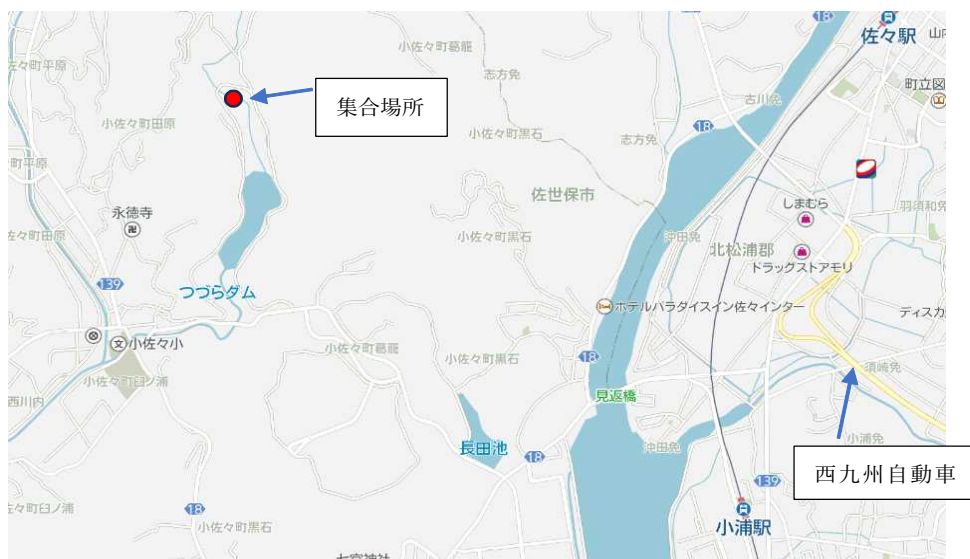 18
佐々駅
山内
小佐々町葛籠
佐々町平原
志方免
町立図
集合場所
古川免
18
小佐々町田原
小佐々町黒石
志方免
町平原
佐世保市
しまむら
羽須和免
永徳寺
佐々町田原
小佐々町黒石
沖田免
北松浦郡
ドラッグストアモリ
139
つづらダム
ホテルパラダイスイン佐々インター
ディスカ
文
小佐々小
小佐々町葛籠
小佐々町黒石
18
須崎免
小佐々町臼ノ浦
西川内
見返橋
長田池
沖田免
小浦免
18
西九州自動車
139
佐々町臼ノ浦
18
小佐々町黒石
小浦駅